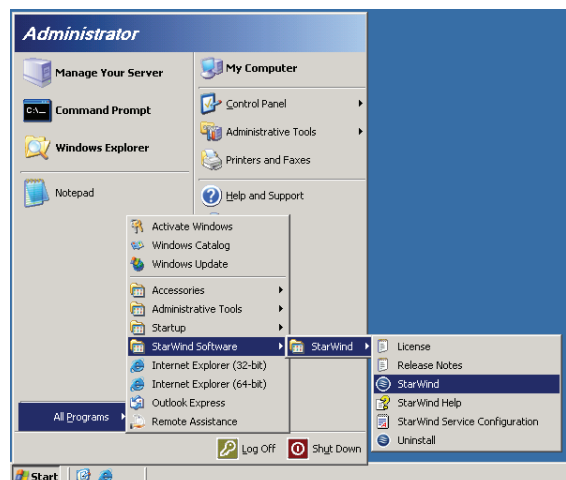 Administrator
Manage Your Server
Command Prompt
Windows Explorer
Notepad
My Computer
Control Panel
Administrative Tools
Printers and Faxes
Help and Support
Activate Windows
Windows Catalog
Windows Update
Accessories
Administrative Tools
Startup
StarWind Software
Internet Explorer (32-bit)
Internet Explorer (64-bit)
Outlook Express
Remote Assistance
StarWind
License
Release Notes
StarWind
StarWind Help
StarWind Service Configuration
Uninstall
All Programs
Log Off
Shut Down
Start